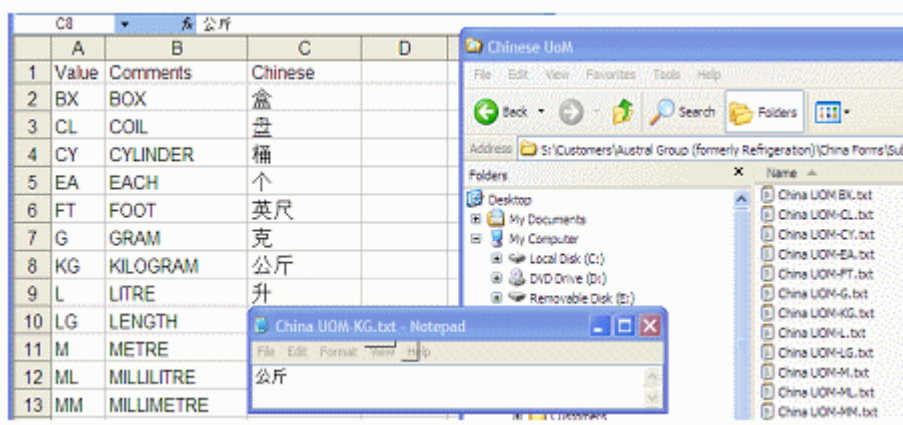 C8 fx 公斤
A B C D
1 Value Comments Chinese
2 BX BOX 盒
3 CL COIL 盘
4 CY CYLINDER 桶
5 EA EACH 个
6 FT FOOT 英尺
7 G GRAM 克
8 KG KILOGRAM 公斤
9 L LITRE 升
10 LG LENGTH
11 M METRE
12 ML MILLILITRE
13 MM MILLIMETRE
Chinese UoM
File Edit View Favorites Tools Help
Back Search Folders
Address S:\Customers\Austral Group (formerly Refrigeration)\China Forms\Sub
Folders x Name
Desktop
My Documents
My Computer
Local Disk (C:)
DVD Drive (D:)
Removable Disk (E:)
Customers
China UOM-BX.txt
China UOM-CL.txt
China UOM-CY.txt
China UOM-EA.txt
China UOM-FT.txt
China UOM-G.txt
China UOM-KG.txt
China UOM-L.txt
China UOM-LG.txt
China UOM-M.txt
China UOM-ML.txt
China UOM-MM.txt
China UOM-KG.txt - Notepad
File Edit Format View Help
公斤